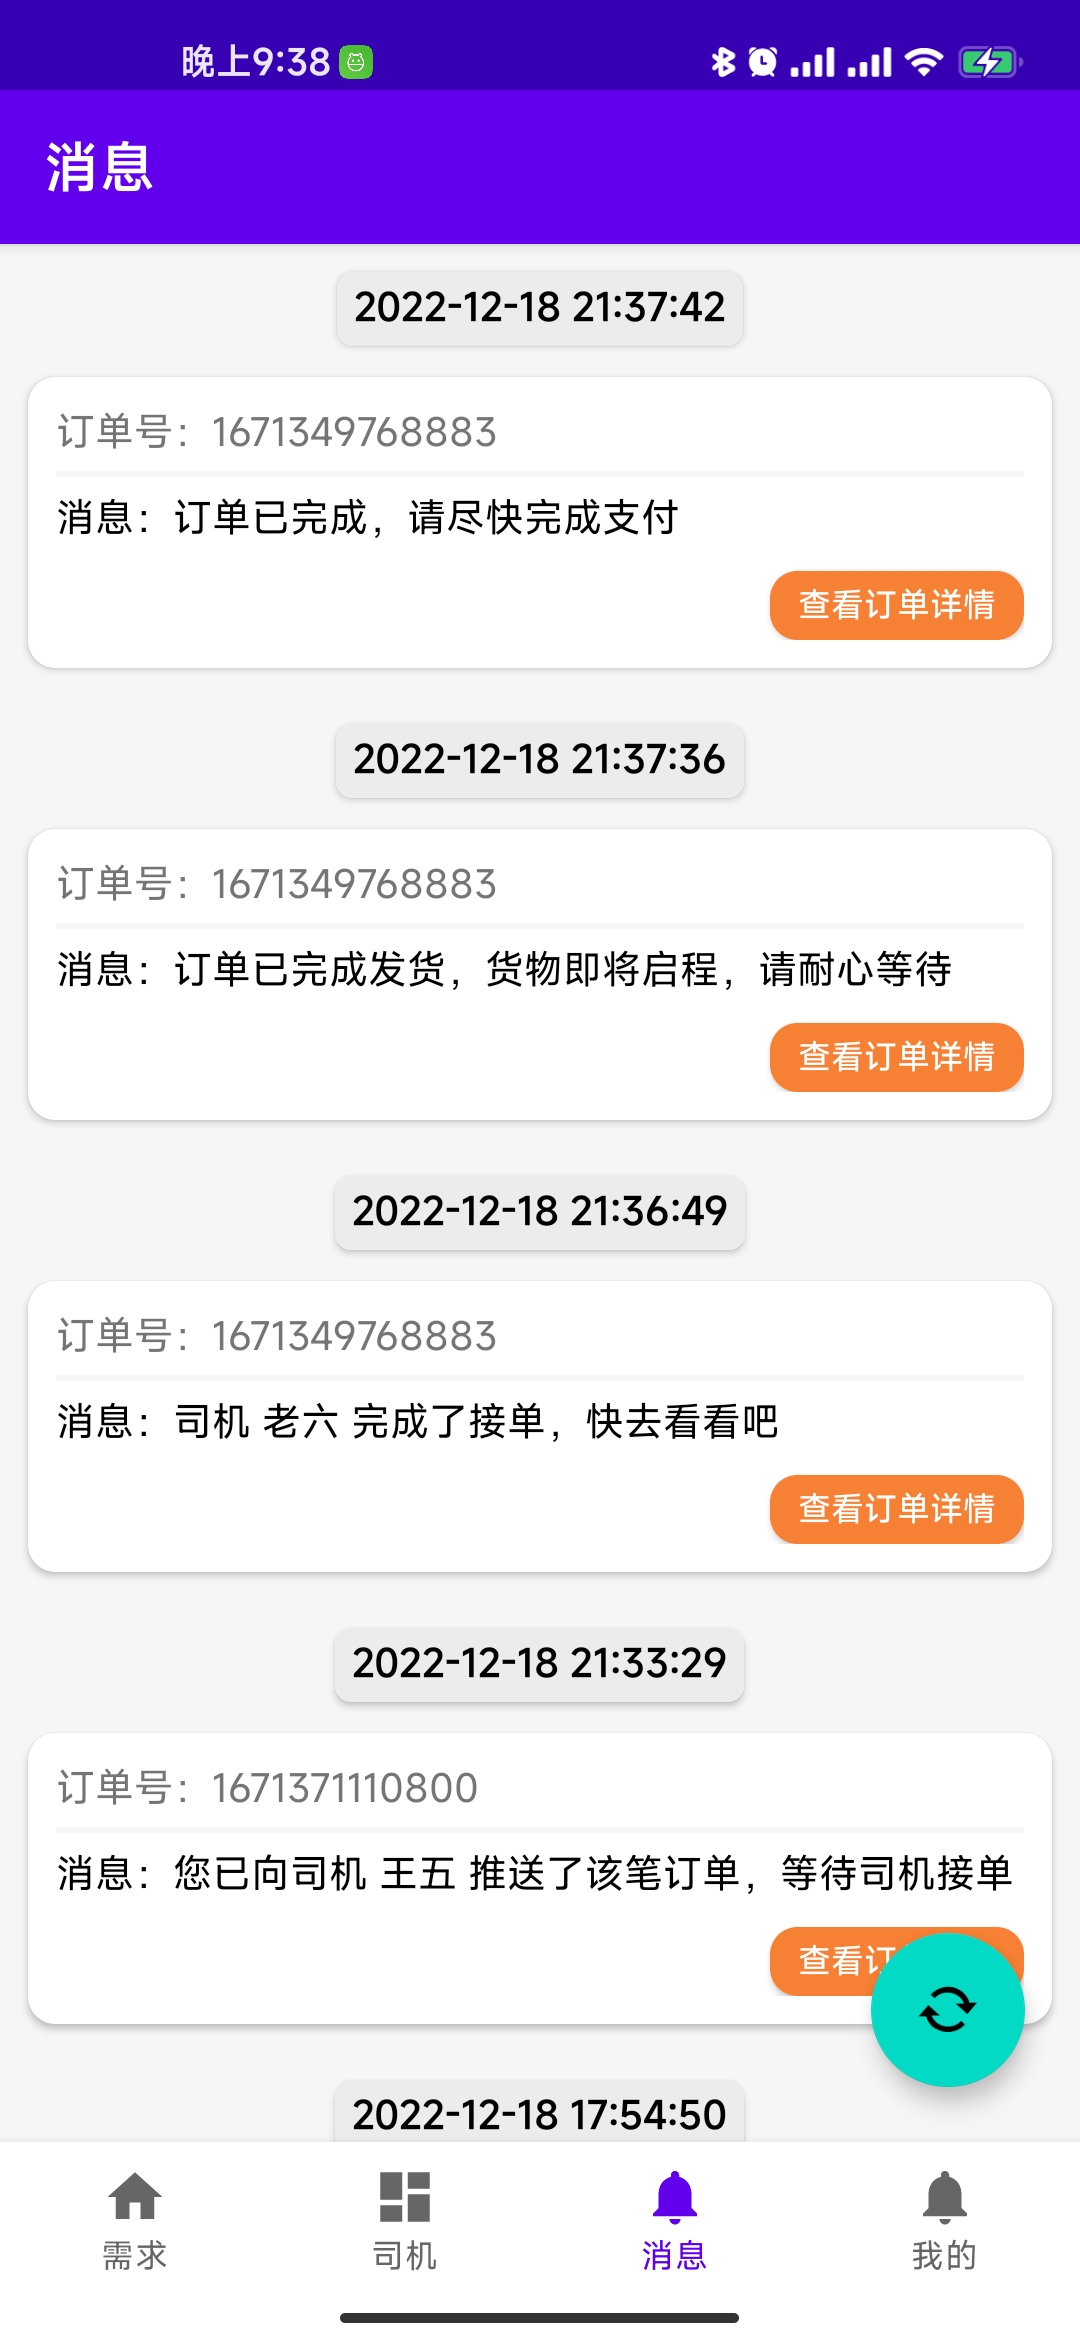 晚上9:38
消息
2022-12-18 21:37:42
订单号：1671349768883
消息：订单已完成，请尽快完成支付
查看订单详情
2022-12-18 21:37:36
订单号：1671349768883
消息：订单已完成发货，货物即将启程，请耐心等待
查看订单详情
2022-12-18 21:36:49
订单号：1671349768883
消息：司机 老六 完成了接单，快去看看吧
查看订单详情
2022-12-18 21:33:29
订单号：1671371110800
消息：您已向司机 王五 推送了该笔订单，等待司机接单
查看订
2022-12-18 17:54:50
需求
司机
消息
我的